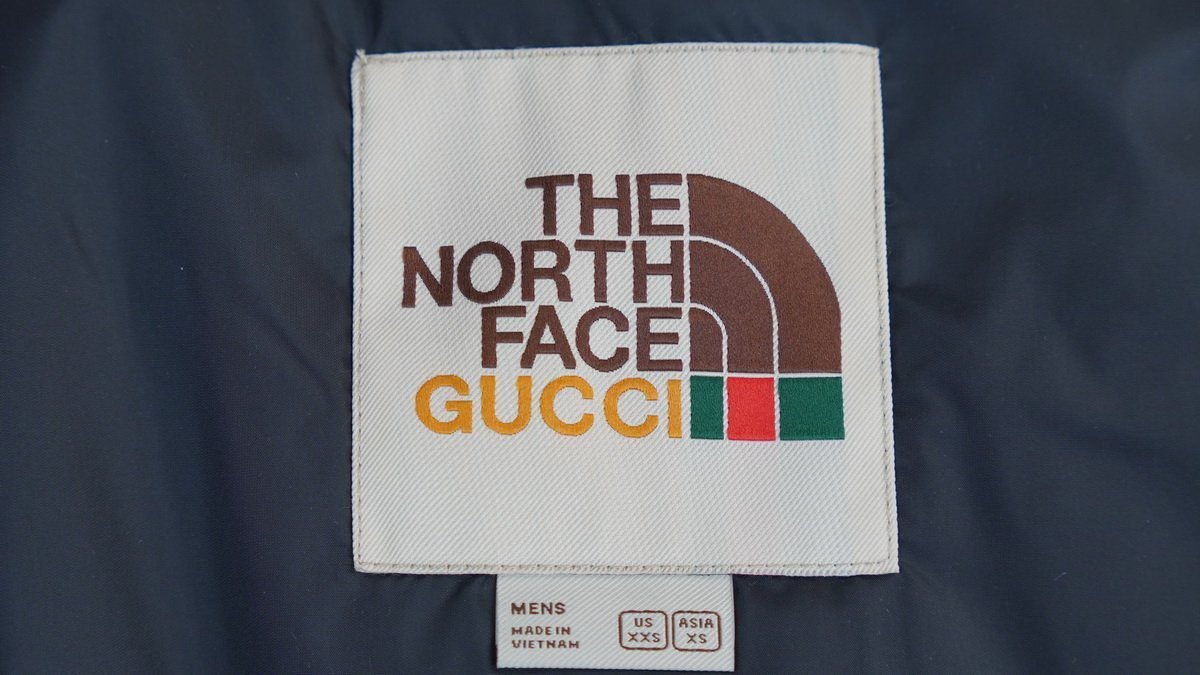 THE
NORTH
FACE
GUCCI
MENS
MADE IN
VIETNAM
US
XXS
ASIA
XS